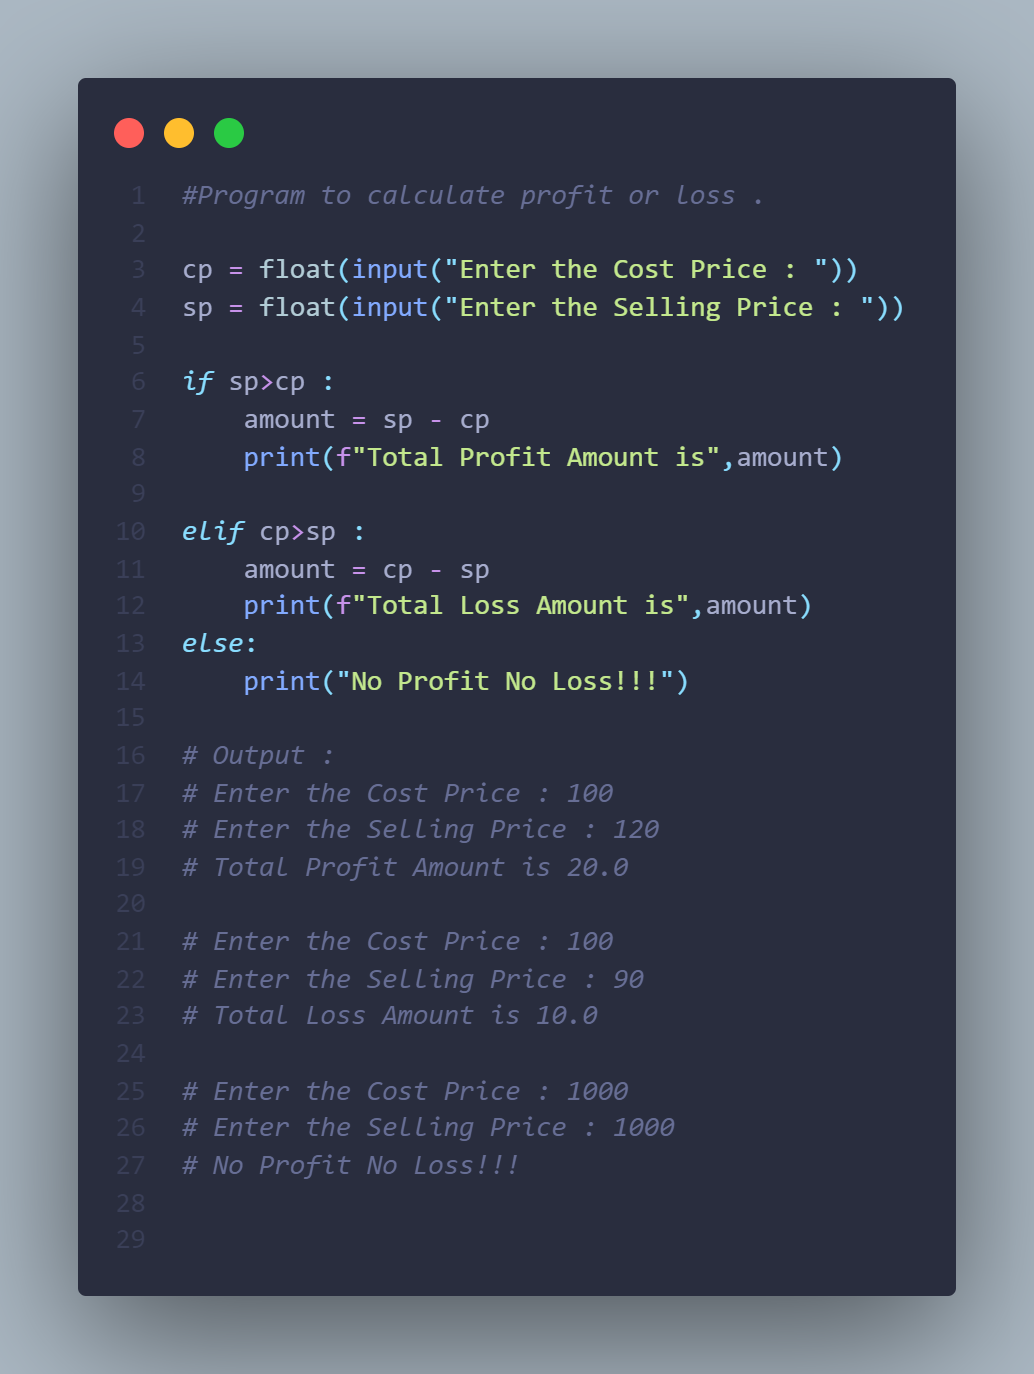 1 #Program to calculate profit or loss .
2
3 cp = float(input("Enter the Cost Price : "))
4 sp = float(input("Enter the Selling Price : "))
5
6 if sp>cp :
7     amount = sp - cp
8     print(f"Total Profit Amount is",amount)
9
10 elif cp>sp :
11     amount = cp - sp
12     print(f"Total Loss Amount is",amount)
13 else:
14     print("No Profit No Loss!!!")
15
16 # Output :
17 # Enter the Cost Price : 100
18 # Enter the Selling Price : 120
19 # Total Profit Amount is 20.0
20
21 # Enter the Cost Price : 100
22 # Enter the Selling Price : 90
23 # Total Loss Amount is 10.0
24
25 # Enter the Cost Price : 1000
26 # Enter the Selling Price : 1000
27 # No Profit No Loss!!!
28
29